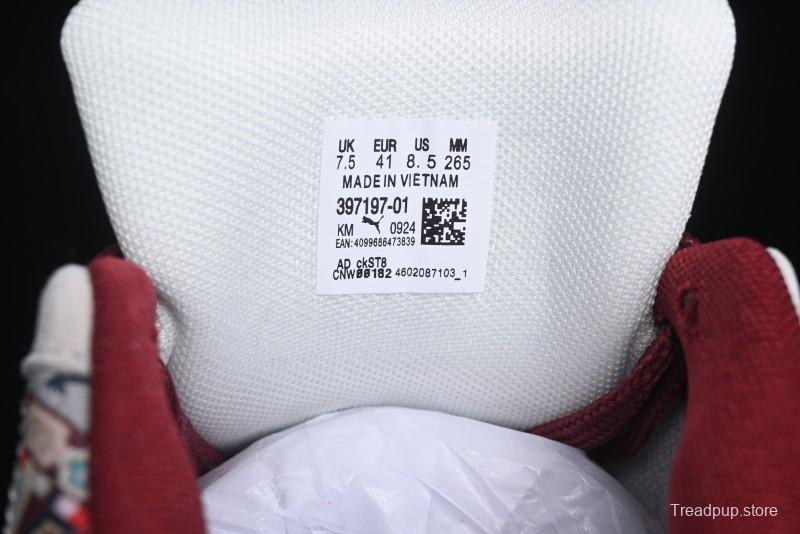 UK EUR US MM
7.5 41 8.5 265
MADE IN VIETNAM
397197-01
KM 0924
EAN:4099686473839
AD ckST8
CNW00182 4602087103_1
Treadpup.store